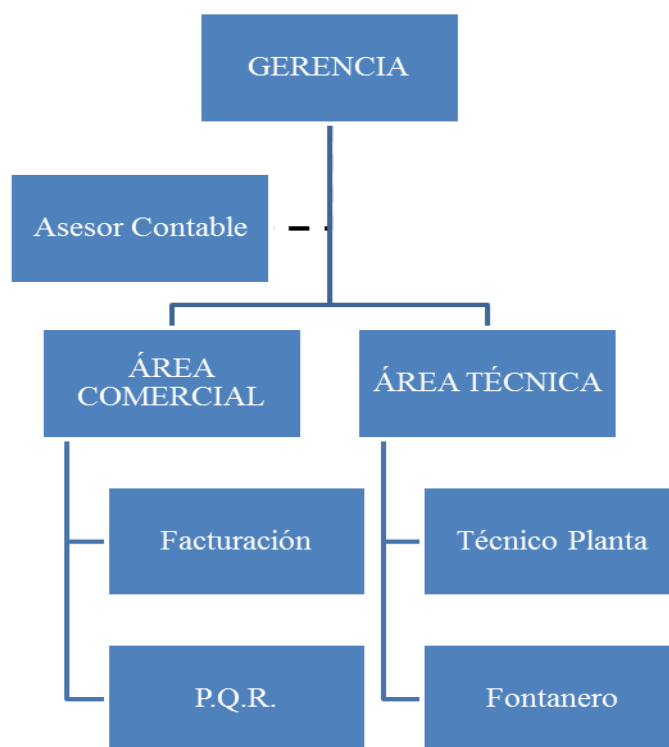 GERENCIA
Asesor Contable
ÁREA
COMERCIAL
ÁREA TÉCNICA
Facturación
Técnico Planta
P.Q.R.
Fontanero